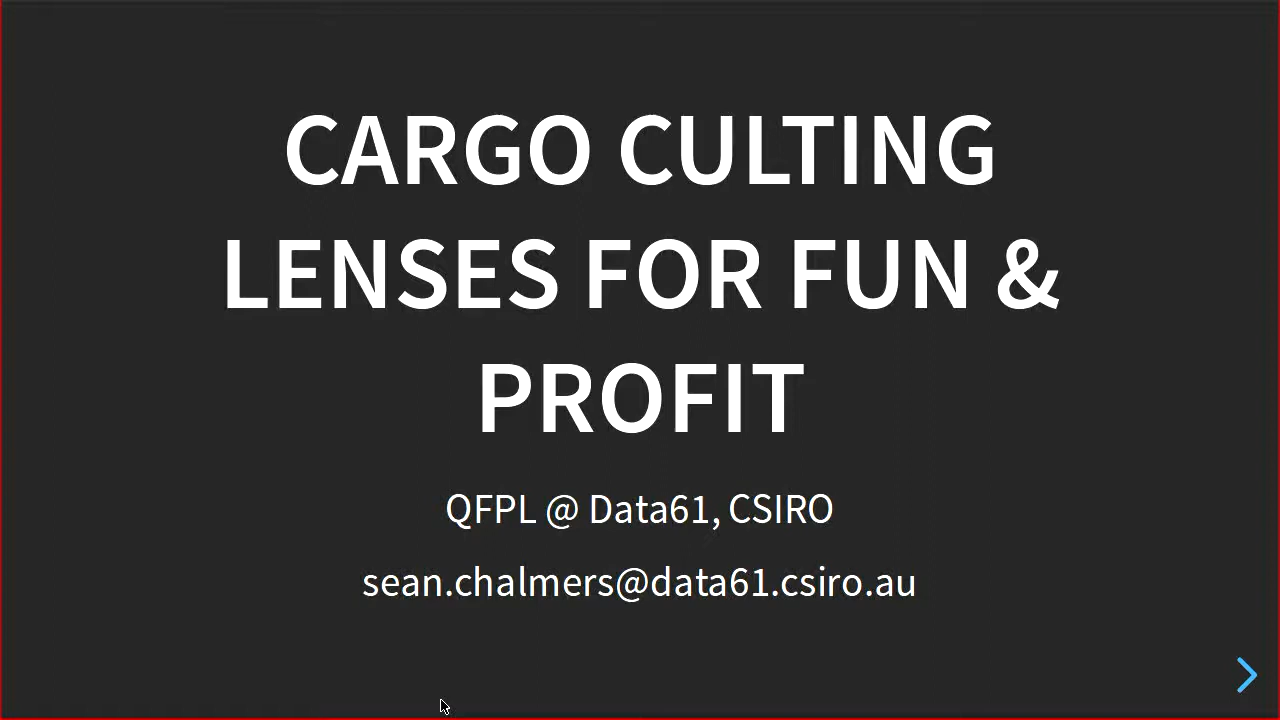 CARGO CULTING
LENSES FOR FUN &
PROFIT
QFPL @ Data61, CSIRO
sean.chalmers@data61.csiro.au